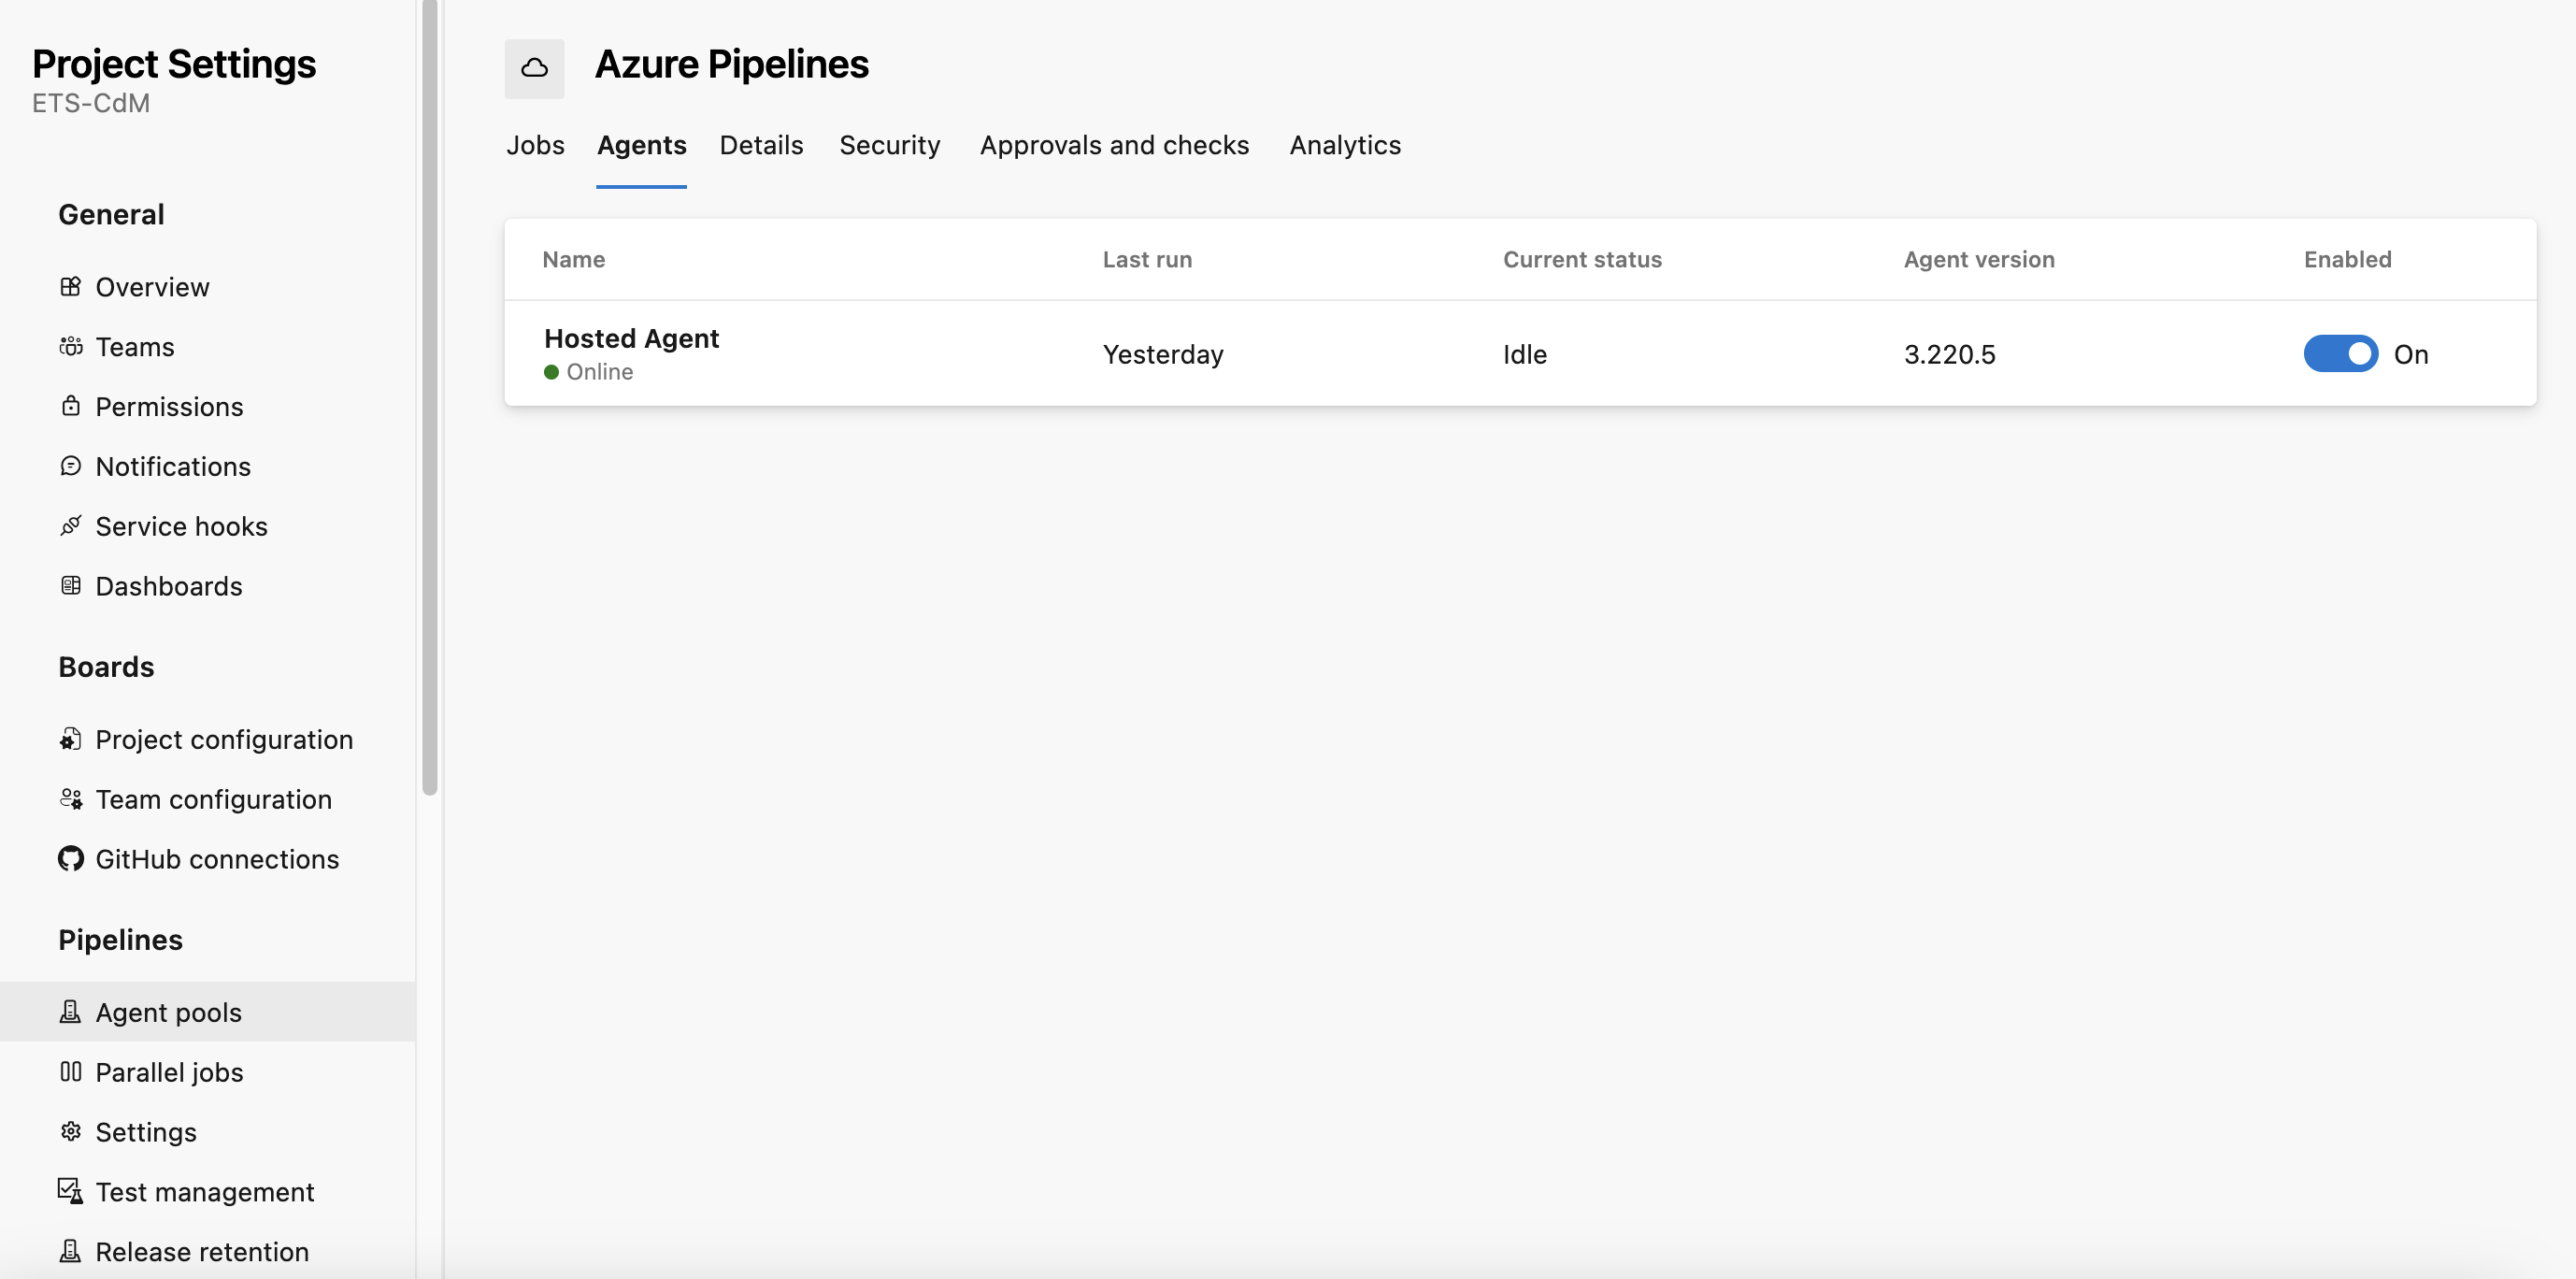 Project Settings
ETS-CdM
General
Overview
Teams
Permissions
Notifications
Service hooks
Dashboards
Boards
Project configuration
Team configuration
GitHub connections
Pipelines
Agent pools
Parallel jobs
Settings
Test management
Release retention
Azure Pipelines
Jobs Agents Details Security Approvals and checks Analytics
Name Last run Current status Agent version Enabled
Hosted Agent Yesterday Idle 3.220.5 On
Online